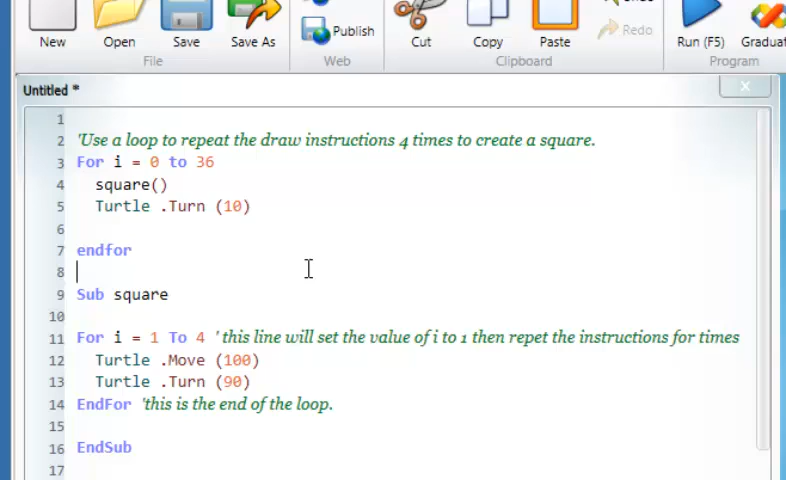 New Open Save Save As Publish Cut Copy Paste Redo Run (F5)
File Web Clipboard Program
Untitled *
1
2 'Use a loop to repeat the draw instructions 4 times to create a square.
3 For i = 0 to 36
4 square()
5 Turtle .Turn (10)
6
7 endfor
8
9 Sub square
10
11 For i = 1 To 4 ' this line will set the value of i to 1 then repet the instructions for times
12 Turtle .Move (100)
13 Turtle .Turn (90)
14 EndFor 'this is the end of the loop.
15
16 EndSub
17